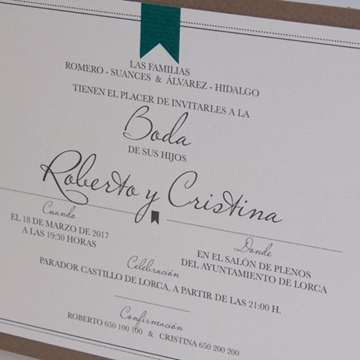 LAS FAMILIAS
ROMERO - SUANCES & ÁLVAREZ - HIDALGO
TIENEN EL PLACER DE INVITARLES A LA
Boda
DE SUS HIJOS
Roberto y Cristina
Cuando
EL 18 DE MARZO DE 2017
A LAS 19:30 HORAS
Donde
EN EL SALÓN DE PLENOS
DEL AYUNTAMIENTO DE LORCA
Celebración
PARADOR CASTILLO DE LORCA, A PARTIR DE LAS 21:00 H.
Confirmación
ROBERTO 650 100 100 & CRISTINA 650 200 200